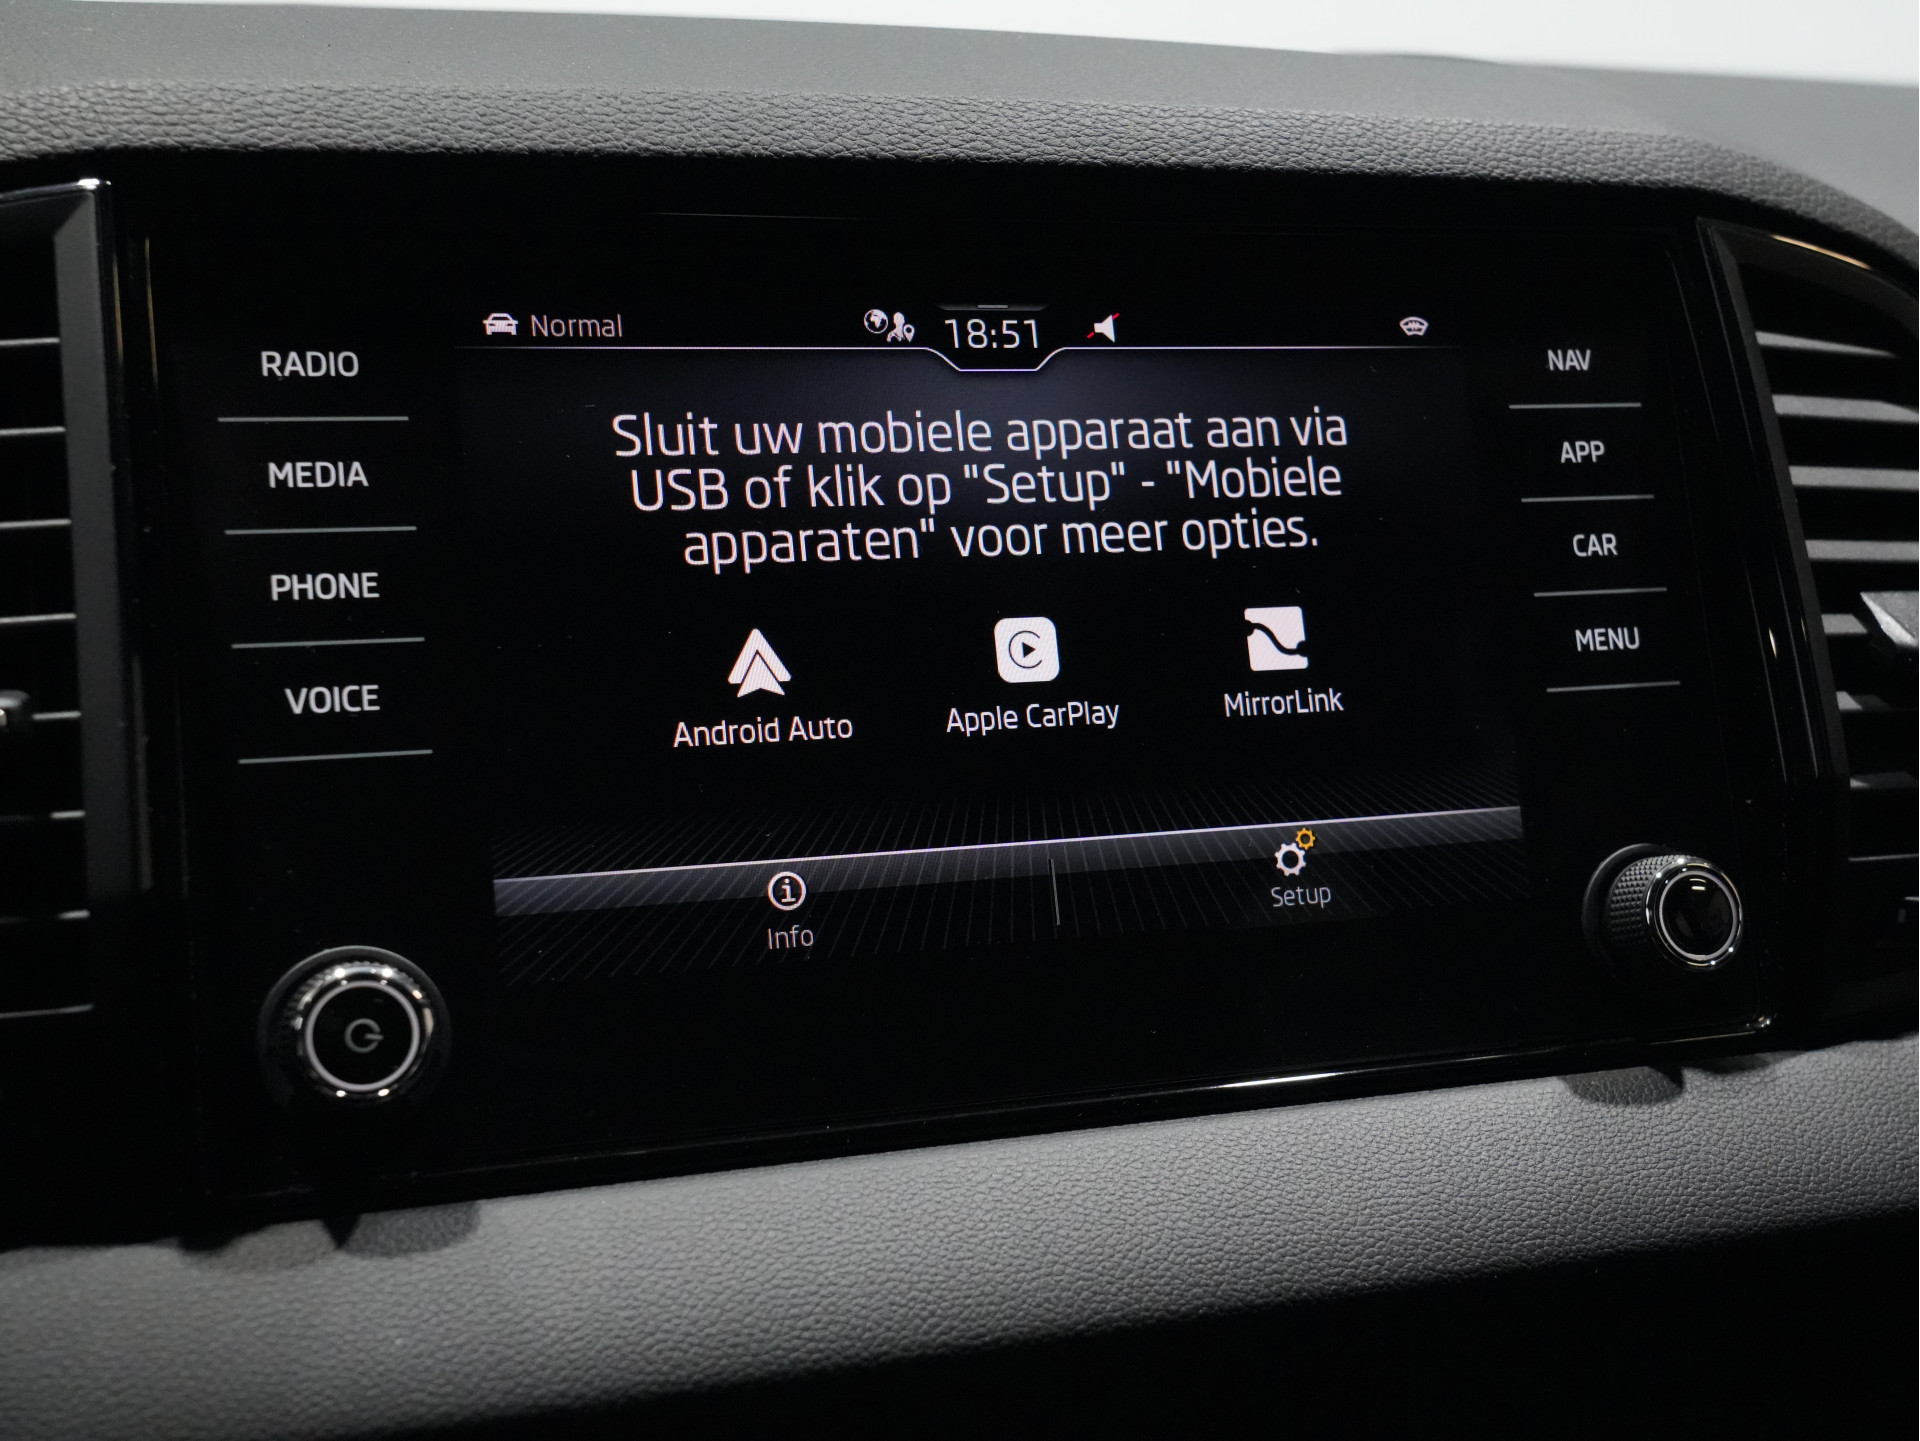 Normal
18:51
RADIO
MEDIA
PHONE
VOICE
NAV
APP
CAR
MENU
Sluit uw mobiele apparaat aan via
USB of klik op "Setup" - "Mobiele
apparaten" voor meer opties.
Android Auto
Apple CarPlay
MirrorLink
Info
Setup